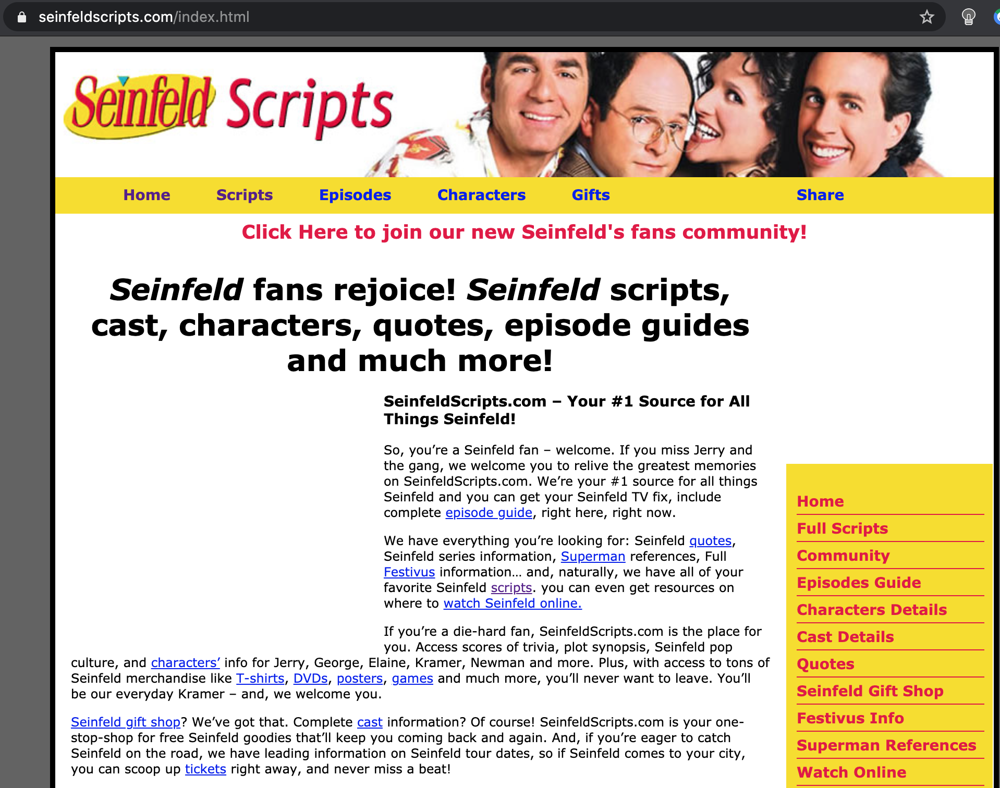 seinfeldscripts.com/index.html
Seinfeld Scripts
Home Scripts Episodes Characters Gifts Share
Click Here to join our new Seinfeld's fans community!
Seinfeld fans rejoice! Seinfeld scripts,
cast, characters, quotes, episode guides
and much more!
SeinfeldScripts.com – Your #1 Source for All
Things Seinfeld!
So, you’re a Seinfeld fan – welcome. If you miss Jerry and
the gang, we welcome you to relive the greatest memories
on SeinfeldScripts.com. We’re your #1 source for all things
Seinfeld and you can get your Seinfeld TV fix, include
complete episode guide, right here, right now.
We have everything you’re looking for: Seinfeld quotes,
Seinfeld series information, Superman references, Full
Festivus information… and, naturally, we have all of your
favorite Seinfeld scripts. you can even get resources on
where to watch Seinfeld online.
If you’re a die-hard fan, SeinfeldScripts.com is the place for
you. Access scores of trivia, plot synopsis, Seinfeld pop
culture, and characters’ info for Jerry, George, Elaine, Kramer, Newman and more. Plus, with access to tons of
Seinfeld merchandise like T-shirts, DVDs, posters, games and much more, you’ll never want to leave. You’ll
be our everyday Kramer – and, we welcome you.
Seinfeld gift shop? We’ve got that. Complete cast information? Of course! SeinfeldScripts.com is your one-
stop-shop for free Seinfeld goodies that’ll keep you coming back and again. And, if you’re eager to catch
Seinfeld on the road, we have leading information on Seinfeld tour dates, so if Seinfeld comes to your city,
you can scoop up tickets right away, and never miss a beat!
Home
Full Scripts
Community
Episodes Guide
Characters Details
Cast Details
Quotes
Seinfeld Gift Shop
Festivus Info
Superman References
Watch Online